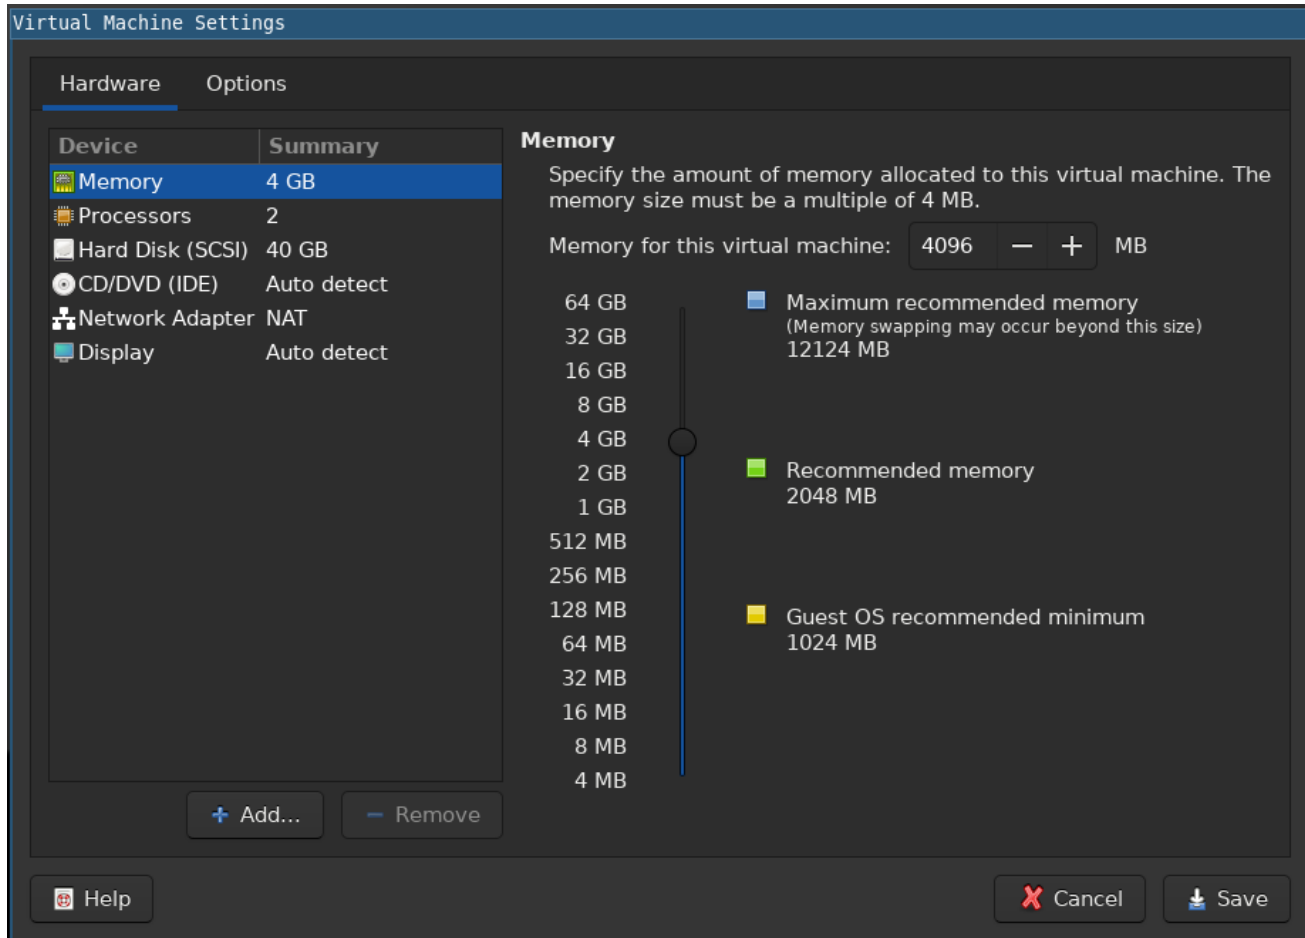 Virtual Machine Settings
Hardware Options
Device Summary
Memory 4 GB
Processors 2
Hard Disk (SCSI) 40 GB
CD/DVD (IDE) Auto detect
Network Adapter NAT
Display Auto detect
Add...
Remove
Memory
Specify the amount of memory allocated to this virtual machine. The
memory size must be a multiple of 4 MB.
Memory for this virtual machine: 4096 − + MB
64 GB
32 GB
16 GB
8 GB
4 GB
2 GB
1 GB
512 MB
256 MB
128 MB
64 MB
32 MB
16 MB
8 MB
4 MB
Maximum recommended memory
(Memory swapping may occur beyond this size)
12124 MB
Recommended memory
2048 MB
Guest OS recommended minimum
1024 MB
Help
Cancel
Save